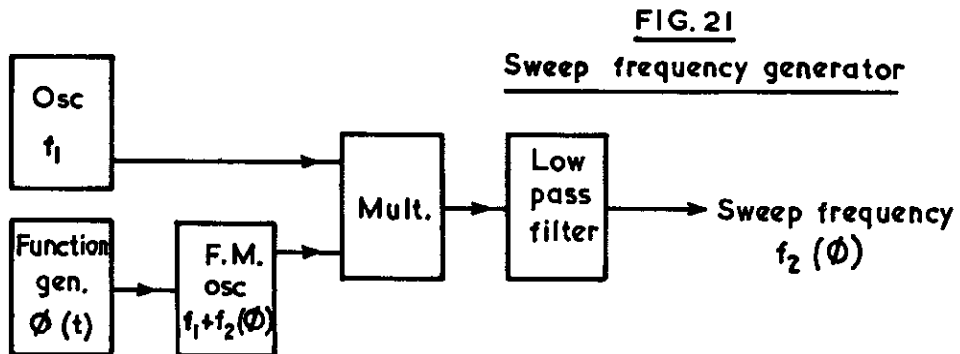 FIG. 21
Sweep frequency generator
Osc
f₁
Function
gen.
Ø (t)
F.M.
osc
f₁+f₂(Ø)
Mult.
Low
pass
filter
Sweep frequency
f₂ (Ø)